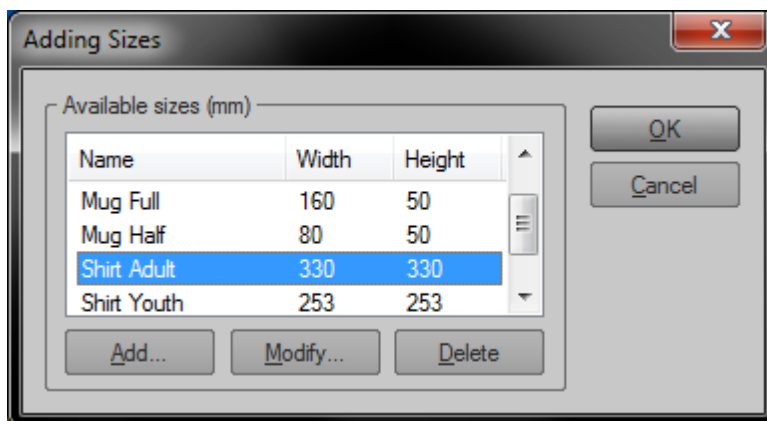 Adding Sizes
Available sizes (mm)
Name Width Height
Mug Full 160 50
Mug Half 80 50
Shirt Adult 330 330
Shirt Youth 253 253
Add... Modify... Delete
OK
Cancel